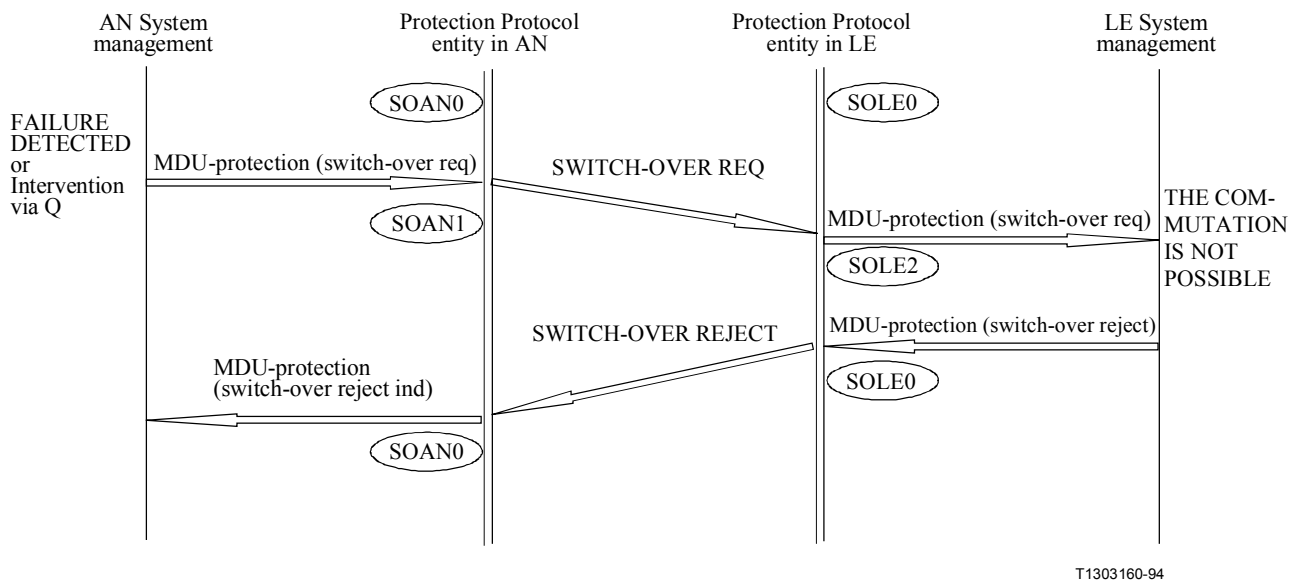 AN System
management
Protection Protocol
entity in AN
Protection Protocol
entity in LE
LE System
management
SOAN0
SOLE0
FAILURE
DETECTED
or
Intervention
via Q
MDU-protection (switch-over req)
SWITCH-OVER REQ
SOAN1
MDU-protection (switch-over req)
THE COM-
MUTATION
IS NOT
POSSIBLE
SOLE2
SWITCH-OVER REJECT
MDU-protection (switch-over reject)
MDU-protection
(switch-over reject ind)
SOLE0
SOAN0
T1303160-94